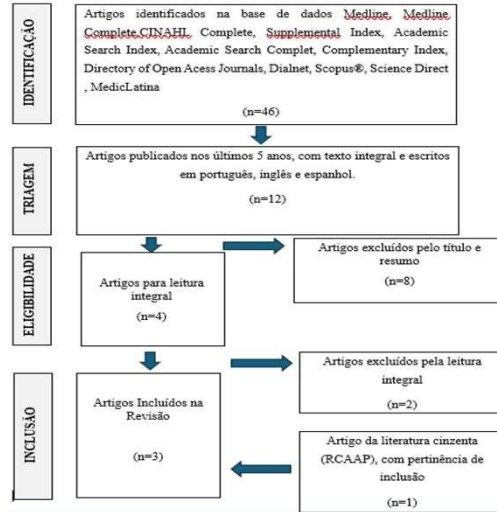 IDENTIFICAÇÃO
Artigos identificados na base de dados Medline, Medline
Complete,CINAHL Complete, Supplemental Index, Academic
Search Index, Academic Search Complet, Complementary Index,
Directory of Open Acess Journals, Dialnet, Scopus®, Science Direct
, MedicLatina
(n=46)
TRIAGEM
Artigos publicados nos últimos 5 anos, com texto integral e escritos
em português, inglês e espanhol.
(n=12)
ELIGIBILIDADE
Artigos para leitura
integral
(n=4)
Artigos excluídos pelo título e
resumo
(n=8)
INCLUSÃO
Artigos Incluídos na
Revisão
(n=3)
Artigos excluídos pela leitura
integral
(n=2)
Artigo da literatura cinzenta
(RCAAP), com pertinência de
inclusão
(n=1)